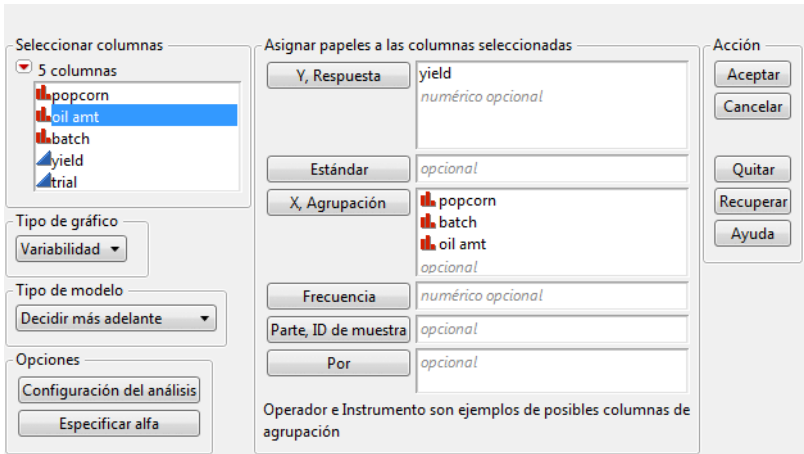 Seleccionar columnas
5 columnas
popcorn
oil amt
batch
yield
trial
Tipo de gráfico
Variabilidad
Tipo de modelo
Decidir más adelante
Opciones
Configuración del análisis
Especificar alfa
Asignar papeles a las columnas seleccionadas
Y, Respuesta
yield
numérico opcional
Estándar
opcional
X, Agrupación
popcorn
batch
oil amt
opcional
Frecuencia
numérico opcional
Parte, ID de muestra
opcional
Por
opcional
Operador e Instrumento son ejemplos de posibles columnas de
agrupación
Acción
Aceptar
Cancelar
Quitar
Recuperar
Ayuda